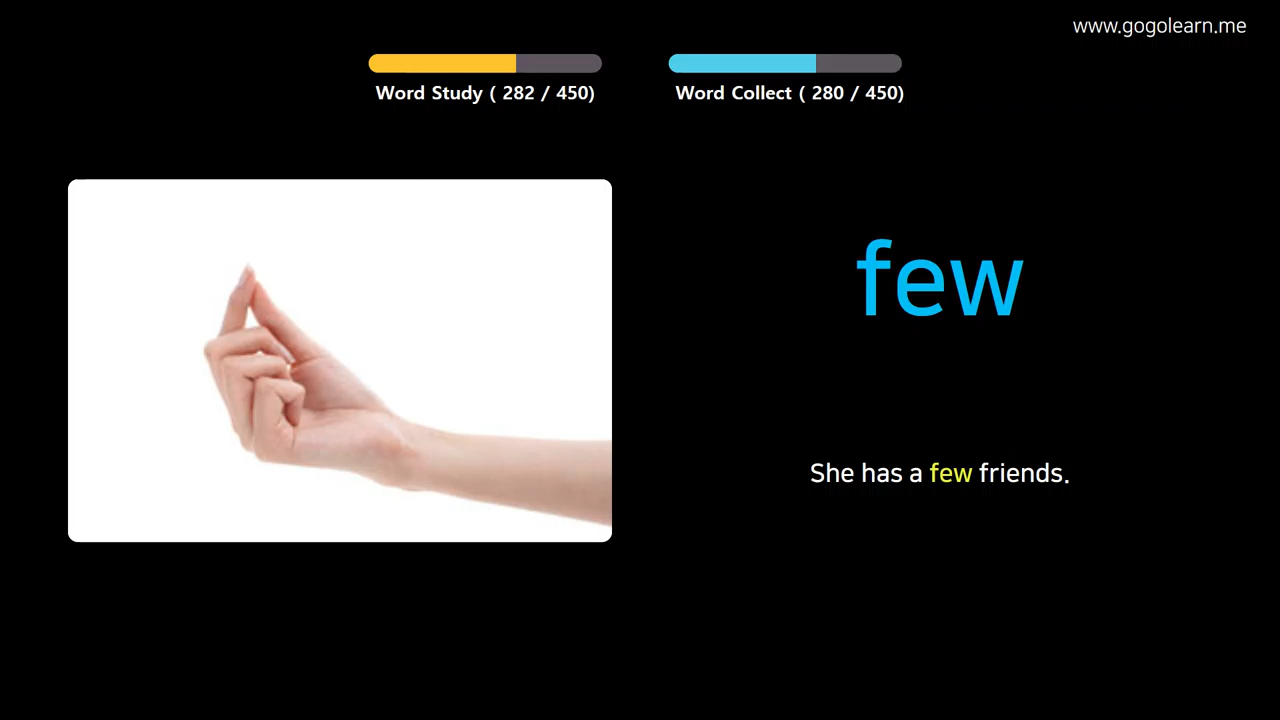 www.gogolearn.me
Word Study ( 282 / 450)
Word Collect ( 280 / 450)
few
She has a few friends.